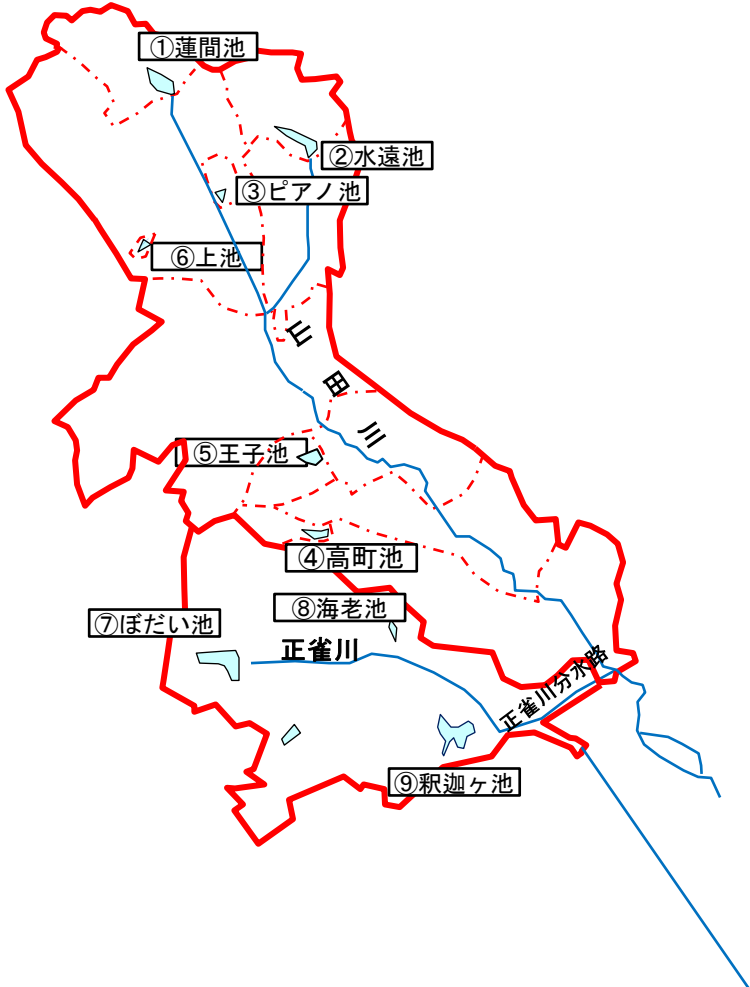 ①蓮間池
②水遠池
③ピアノ池
⑥上池
山田川
⑤王子池
④高町池
⑧海老池
⑦ぼだい池
正雀川
正雀川分水路
⑨釈迦ヶ池